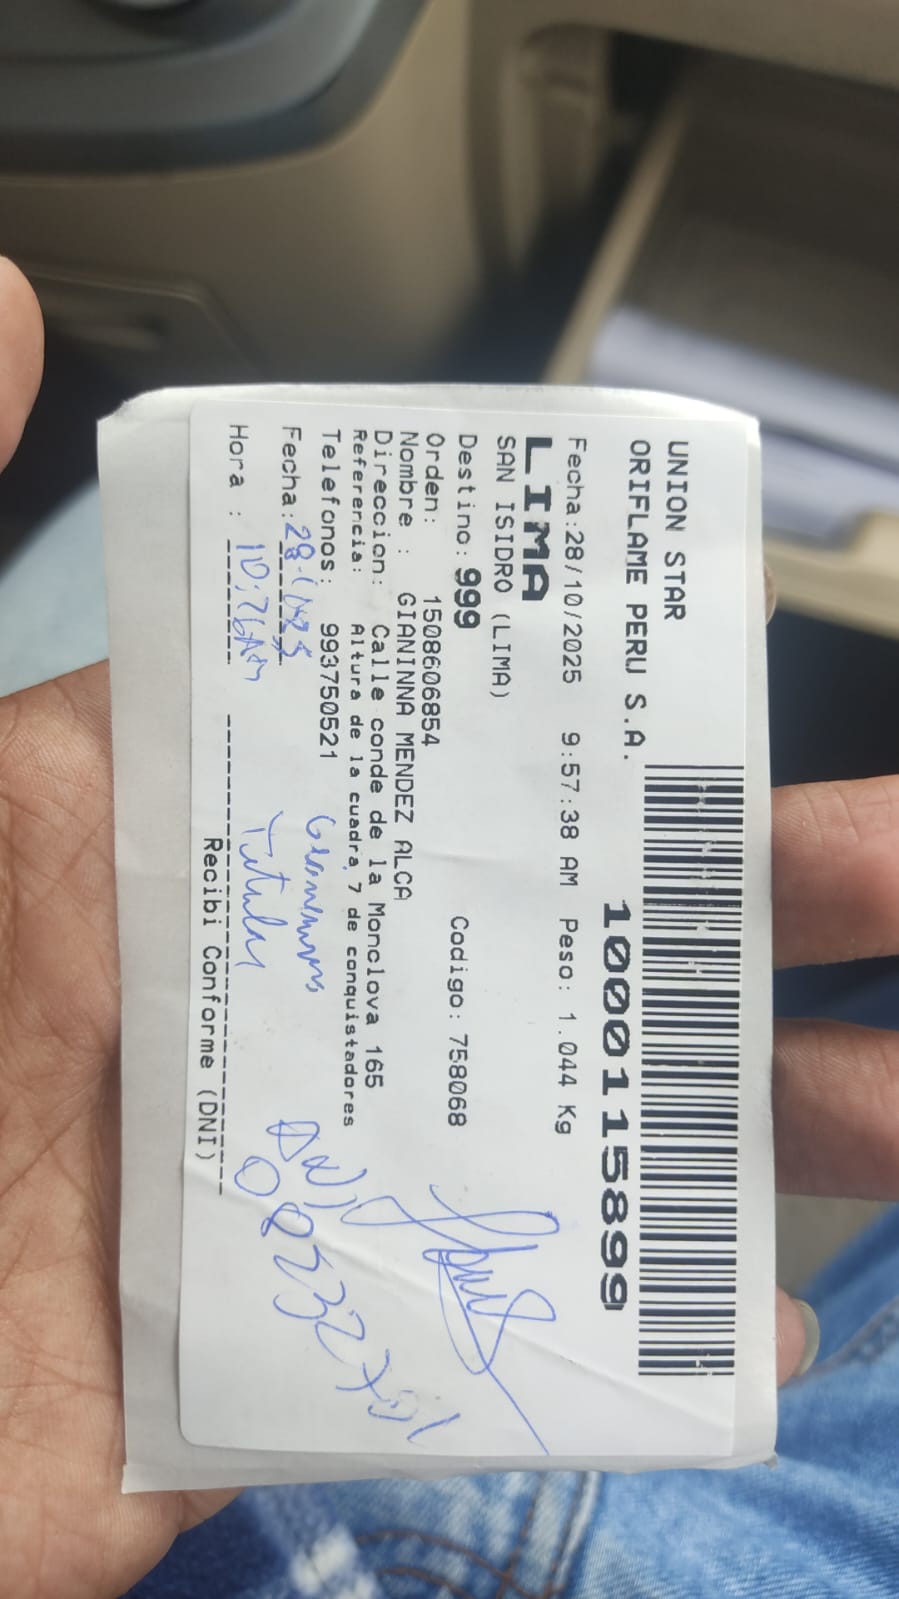 UNION STAR
ORIFLAME PERU S.A.
1000115899
Fecha:28/10/2025 9:57:38 AM Peso: 1.044 Kg
LIMA
SAN ISIDRO (LIMA)
Destino: 999 Codigo: 758068
Orden: 1508606854
Nombre : GIANINNA MENDEZ ALCA
Direccion: Calle conde de la Monclova 165
Referencia: Altura de la cuadra 7 de conquistadores
Telefonos: 993750521
Fecha:
Hora :
Titular
DNI
Recibi Conforme (DNI)